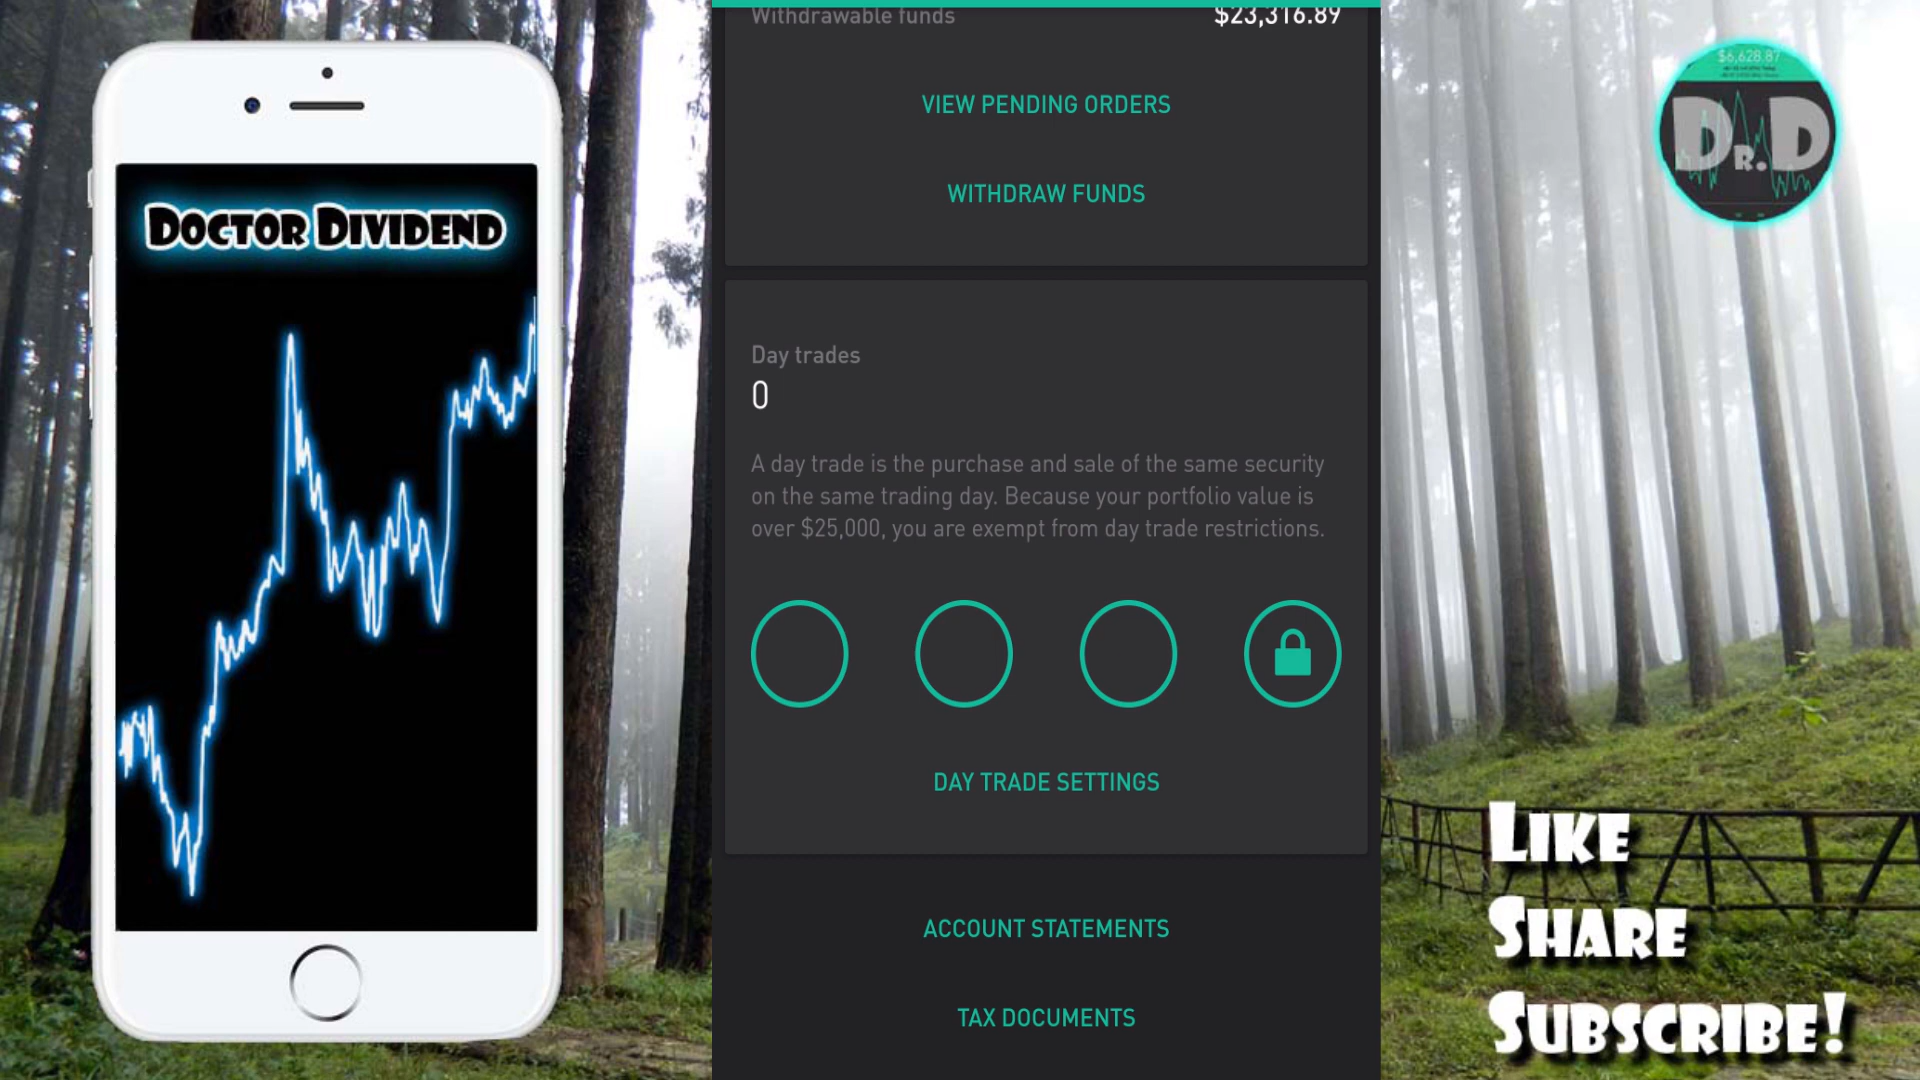 DOCTOR DIVIDEND
Withdrawable funds $23,316.89
VIEW PENDING ORDERS
WITHDRAW FUNDS
Day trades
0
A day trade is the purchase and sale of the same security
on the same trading day. Because your portfolio value is
over $25,000, you are exempt from day trade restrictions.
DAY TRADE SETTINGS
ACCOUNT STATEMENTS
TAX DOCUMENTS
$6,628.87
DR.D
LIKE
SHARE
SUBSCRIBE!